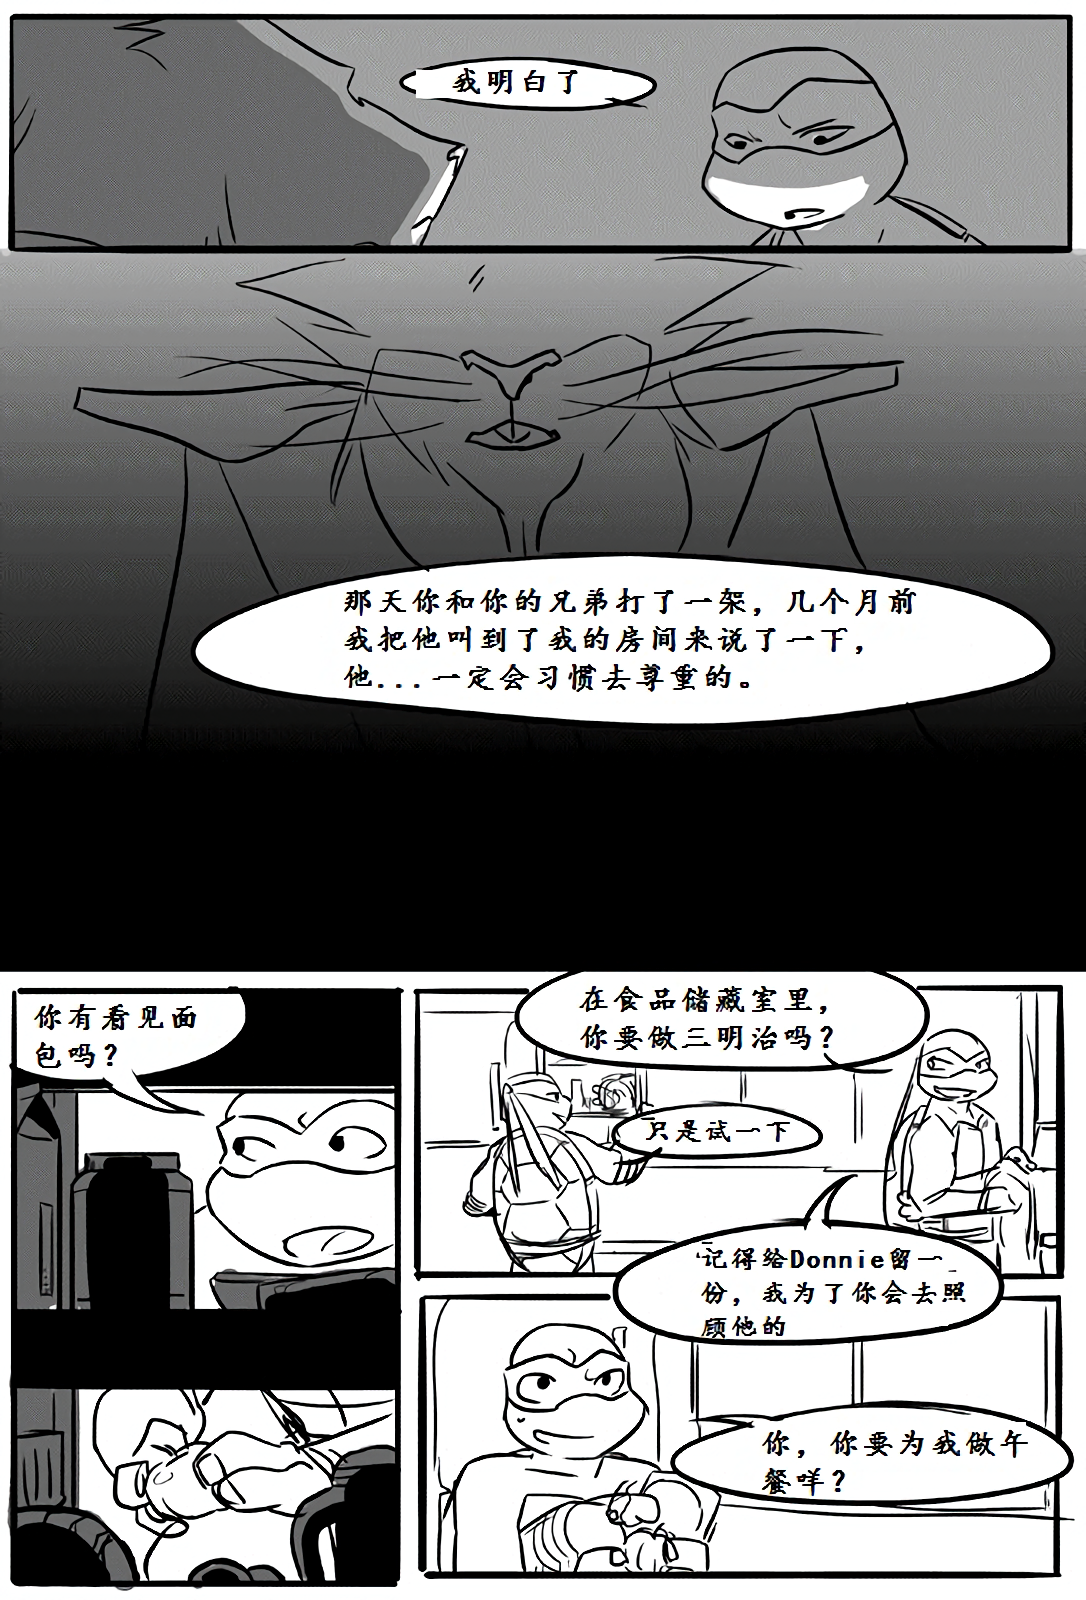 我明白了
那天你和你的兄弟打了一架，几个月前
我把他叫到了我的房间来说了一下，
他...一定会习惯去尊重的。
你有看见面
包吗？
在食品储藏室里，
你要做三明治吗？
只是试一下
记得给Donnie留一
份，我为了你会去照
顾他的
你，你要为我做午
餐咩？